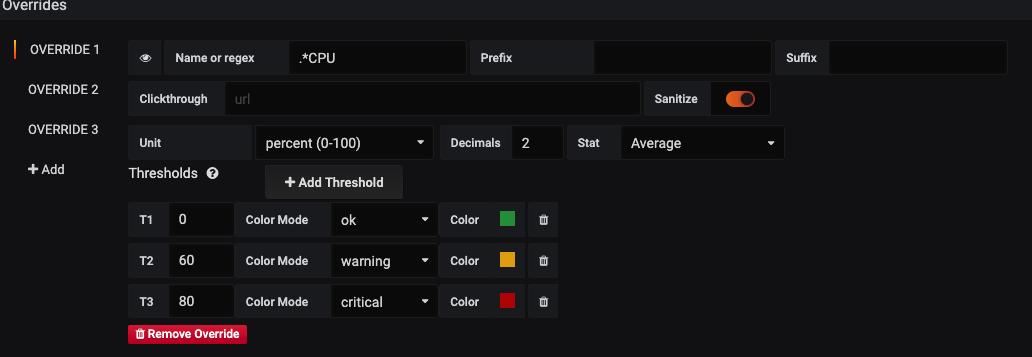 Overrides
OVERRIDE 1
Name or regex .*CPU Prefix Suffix
OVERRIDE 2
Clickthrough url Sanitize
OVERRIDE 3
Unit percent (0-100) Decimals 2 Stat Average
+ Add
Thresholds ?
+ Add Threshold
T1 0 Color Mode ok Color
T2 60 Color Mode warning Color
T3 80 Color Mode critical Color
Remove Override